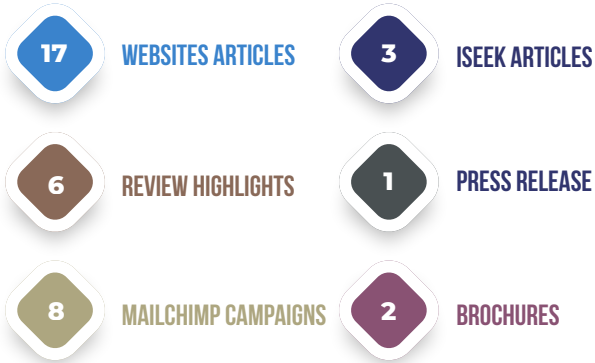 17 WEBSITES ARTICLES
3 ISEEK ARTICLES
6 REVIEW HIGHLIGHTS
1 PRESS RELEASE
8 MAILCHIMP CAMPAIGNS
2 BROCHURES